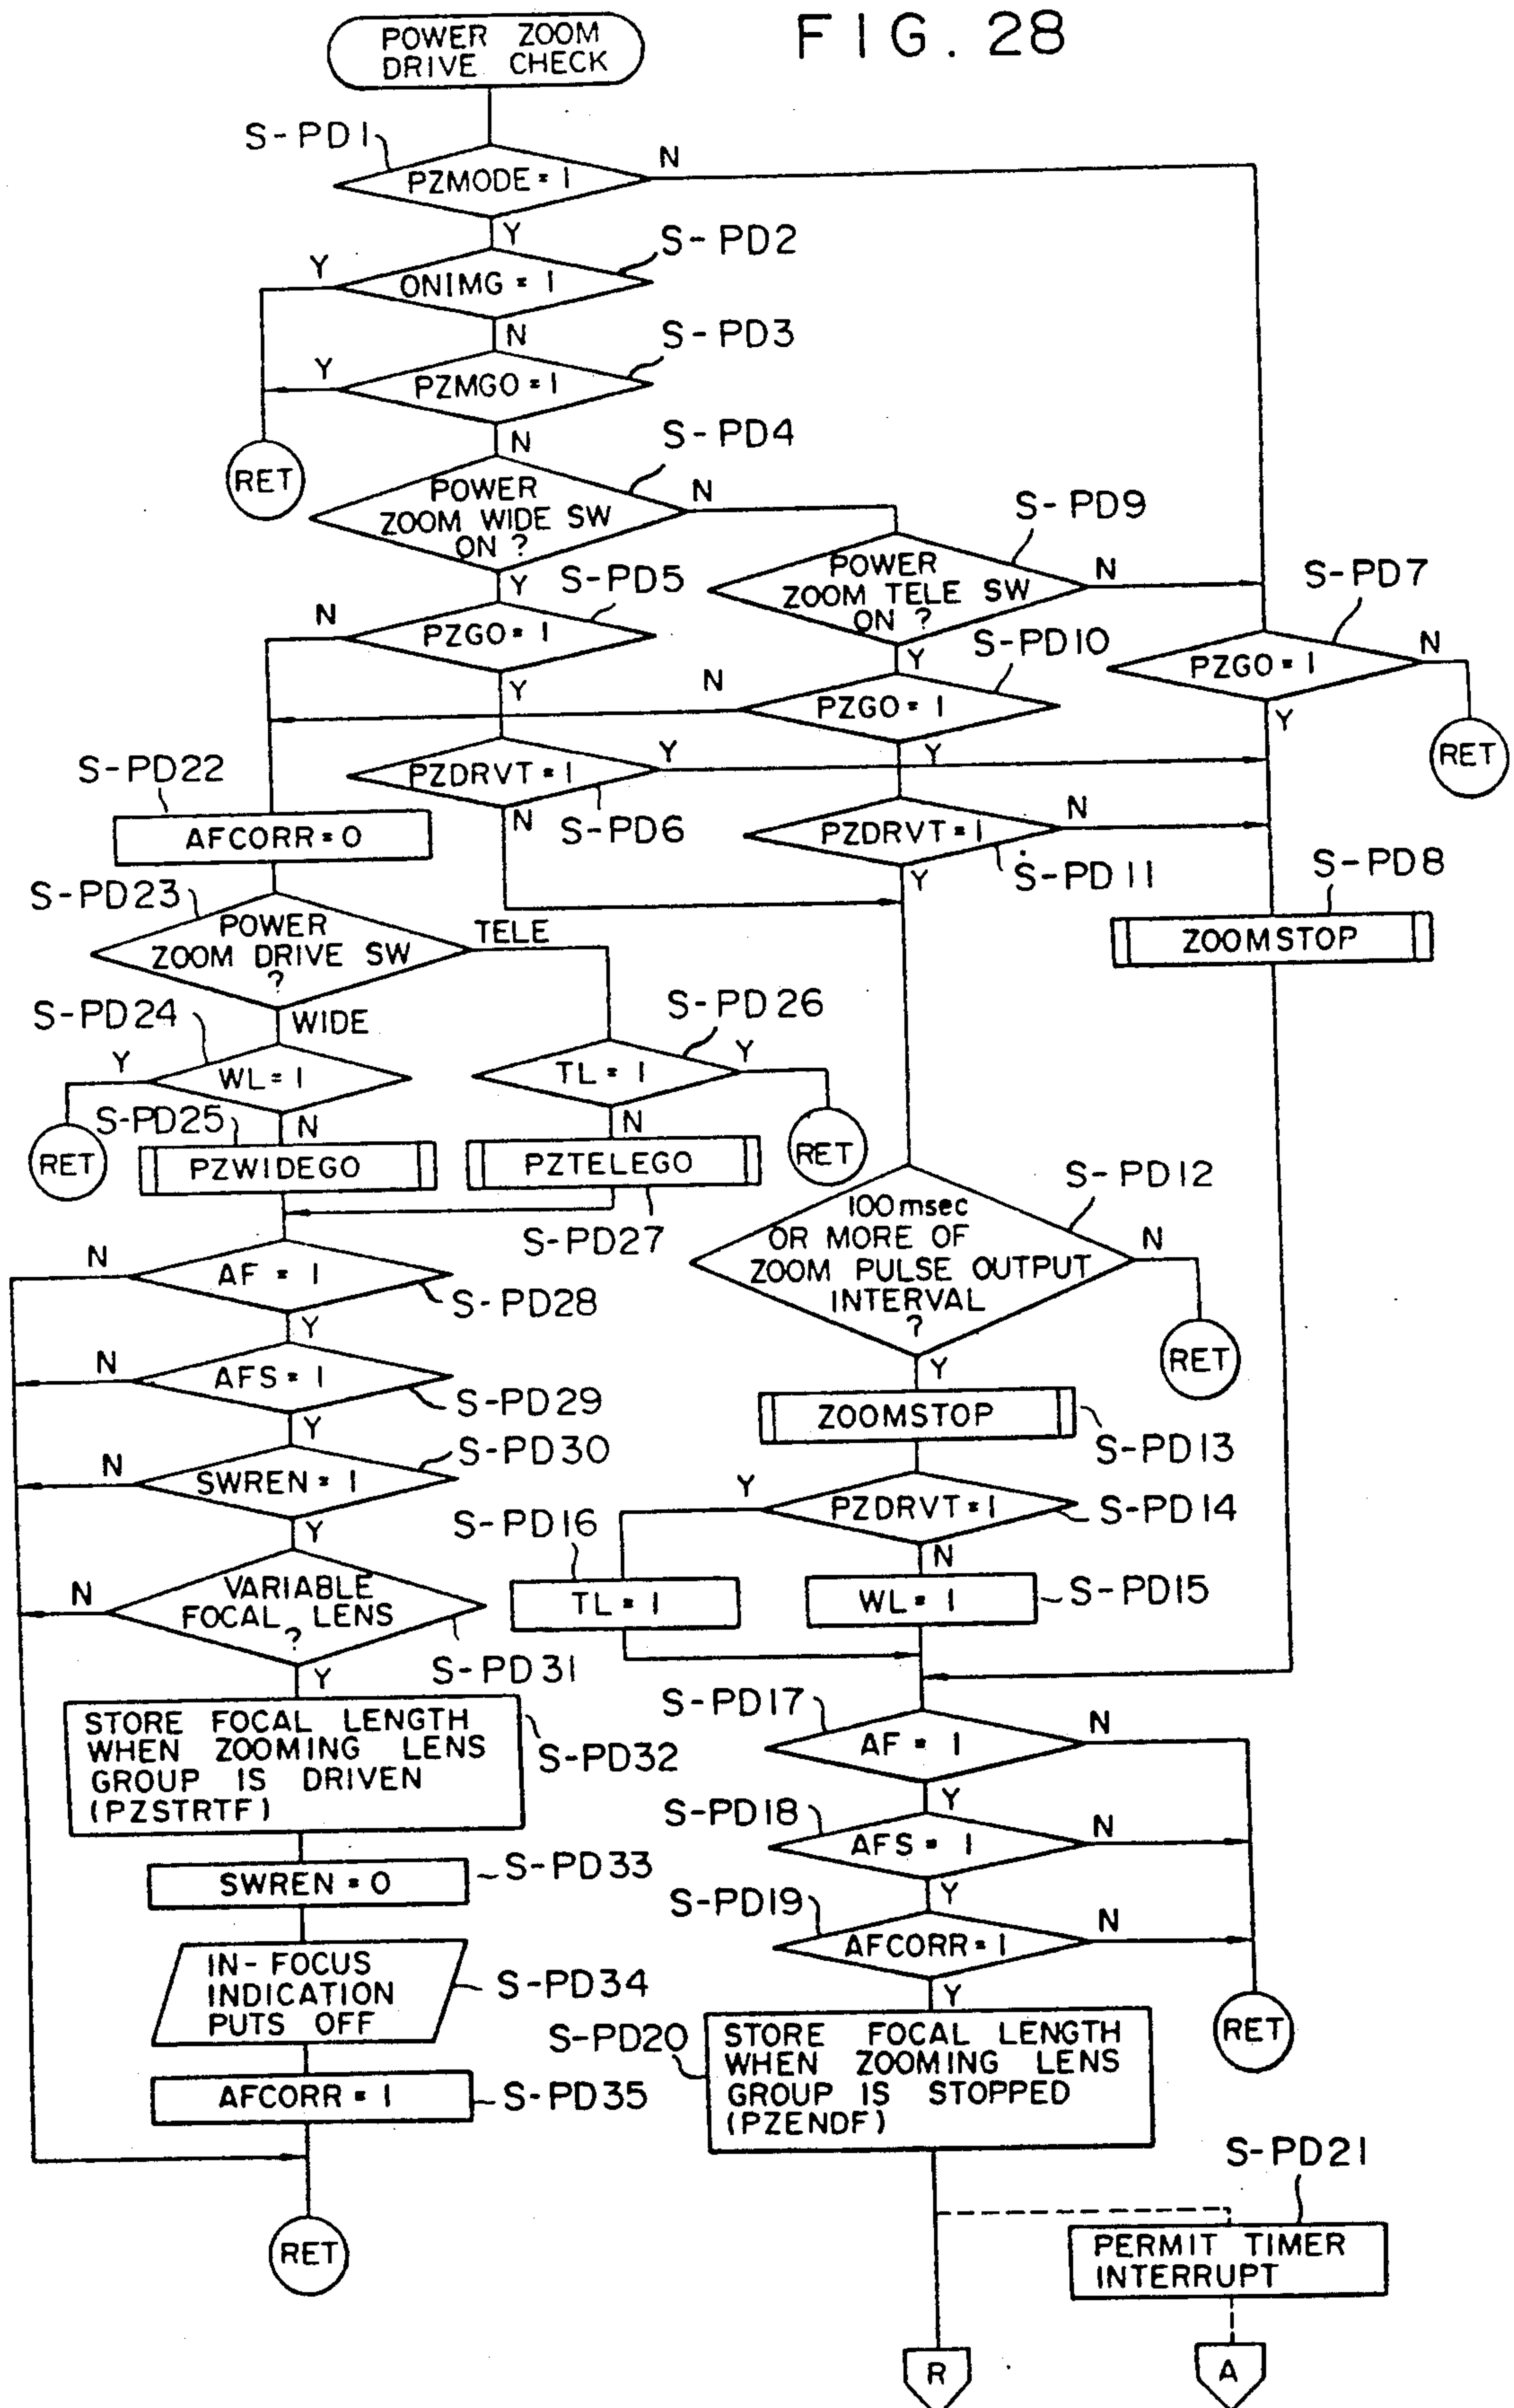 FIG. 28
POWER ZOOM
DRIVE CHECK
S-PD1
PZMODE = 1
N
Y
S-PD2
ONIMG = 1
Y
N
S-PD3
PZMGO = 1
Y
N
RET
S-PD4
POWER
ZOOM WIDE SW
ON ?
N
Y
S-PD9
POWER
ZOOM TELE SW
ON ?
N
Y
S-PD5
PZGO = 1
N
Y
S-PD10
PZGO = 1
N
Y
S-PD7
PZGO = 1
N
Y
RET
PZDRVT = 1
Y
N
S-PD6
PZDRVT = 1
N
Y
S-PD11
S-PD22
AFCORR = 0
S-PD8
ZOOMSTOP
S-PD23
POWER
ZOOM DRIVE SW
?
TELE
WIDE
S-PD24
WL = 1
Y
N
RET
S-PD26
TL = 1
Y
N
RET
S-PD25
PZWIDEGO
PZTELEGO
S-PD27
S-PD12
100msec
OR MORE OF
ZOOM PULSE OUTPUT
INTERVAL
?
N
Y
RET
AF = 1
N
Y
S-PD28
AFS = 1
N
Y
S-PD29
ZOOMSTOP
S-PD13
SWREN = 1
N
Y
S-PD30
PZDRVT = 1
Y
N
S-PD14
S-PD16
TL = 1
WL = 1
S-PD15
VARIABLE
FOCAL LENS
?
N
Y
S-PD31
STORE FOCAL LENGTH
WHEN ZOOMING LENS
GROUP IS DRIVEN
(PZSTRTF)
S-PD32
S-PD17
AF = 1
N
Y
S-PD18
AFS = 1
N
Y
SWREN = 0
S-PD33
S-PD19
AFCORR = 1
N
Y
RET
IN-FOCUS
INDICATION
PUTS OFF
S-PD34
S-PD20
STORE FOCAL LENGTH
WHEN ZOOMING LENS
GROUP IS STOPPED
(PZENDF)
AFCORR = 1
S-PD35
RET
S-PD21
PERMIT TIMER
INTERRUPT
R
A